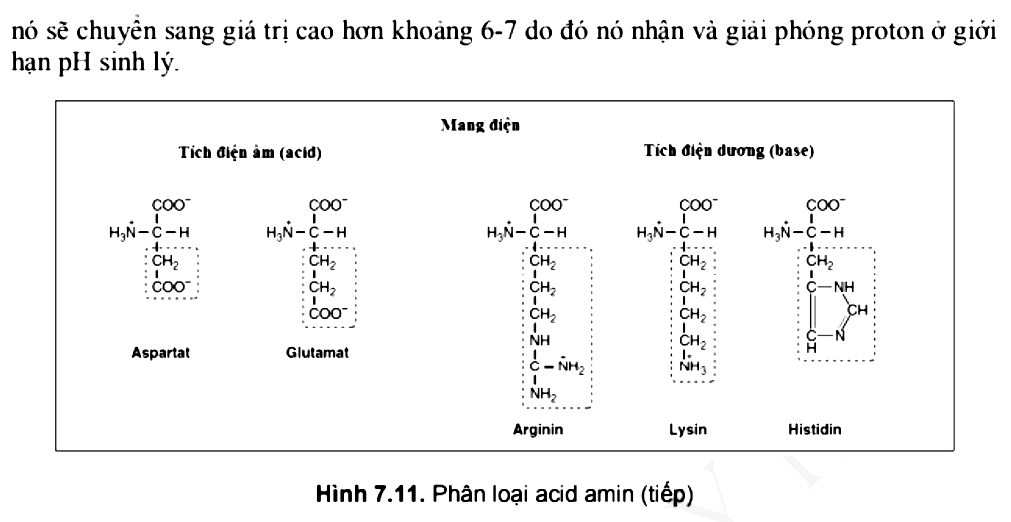 nó sẽ chuyển sang giá trị cao hơn khoảng 6-7 do đó nó nhận và giải phóng proton ở giới
hạn pH sinh lý.
Mang điện
Tích điện âm (acid)
Tích điện dương (base)
COO⁻ COO⁻ COO⁻ COO⁻ COO⁻
H₃N⁺–C–H H₃N⁺–C–H H₃N⁺–C–H H₃N⁺–C–H H₃N⁺–C–H
CH₂ CH₂ CH₂ CH₂ CH₂
COO⁻ CH₂ CH₂ CH₂ C–NH
COO⁻ CH₂ CH₂ CH
NH CH₂ C–N
H
C–N⁺H₂ N⁺H₃
NH₂
Aspartat Glutamat
Arginin Lysin Histidin
Hình 7.11. Phân loại acid amin (tiếp)